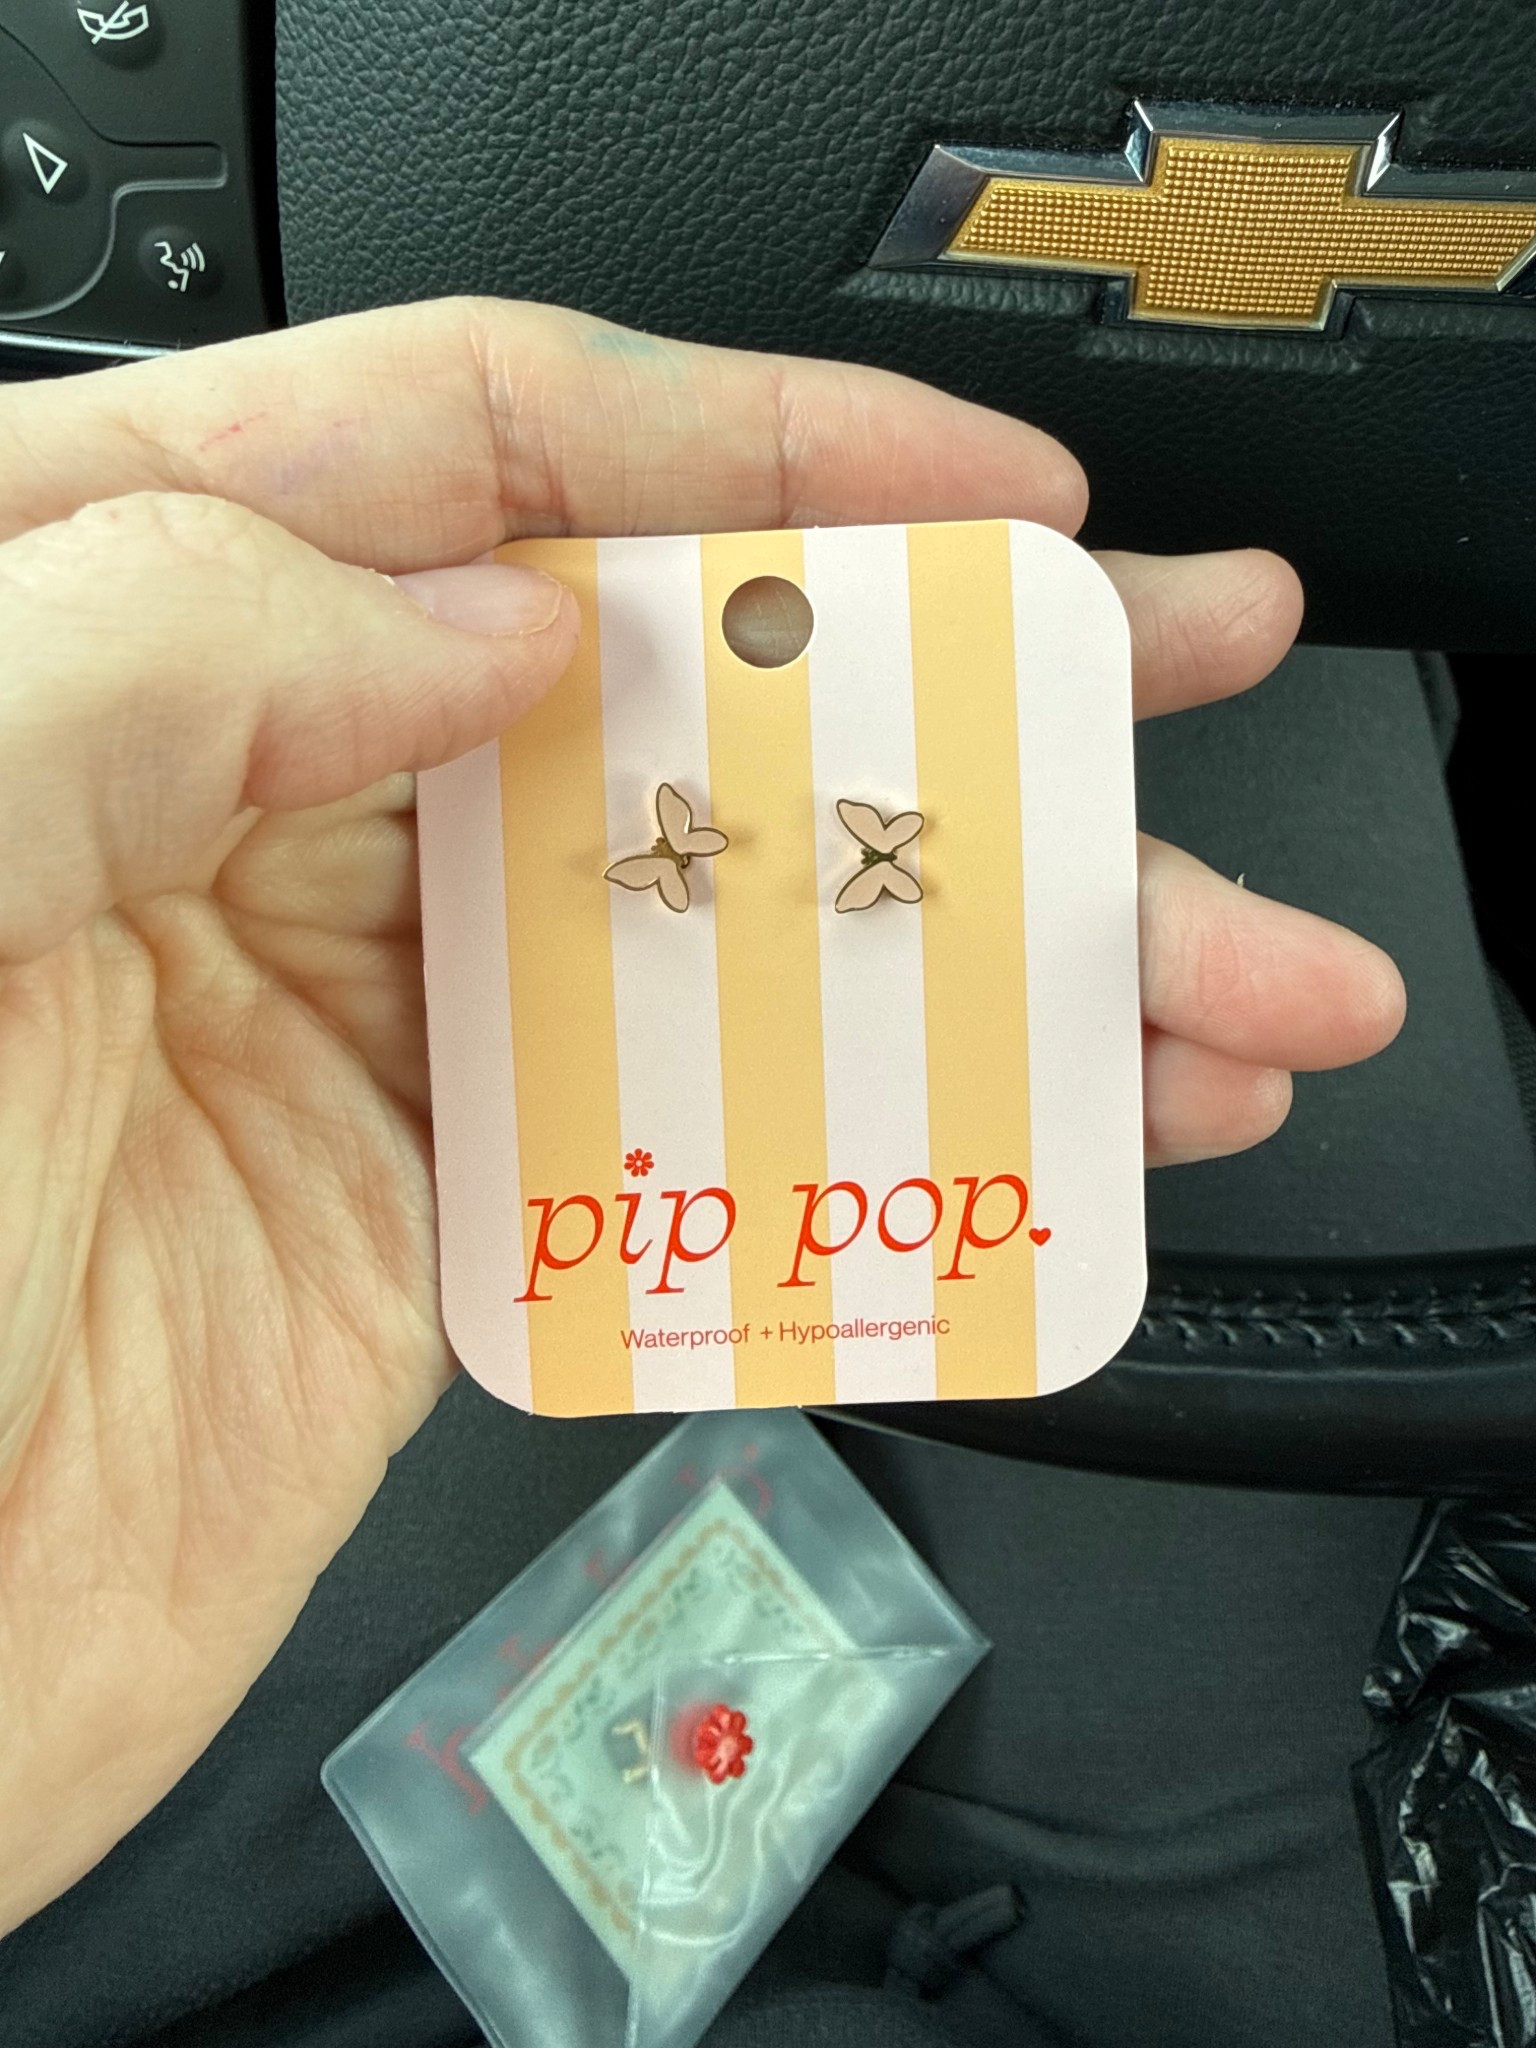 pip pop
Waterproof + Hypoallergenic